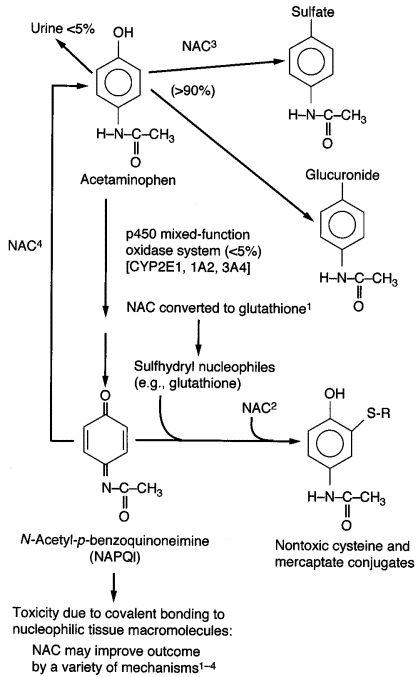 Sulfate
Urine <5%
OH
NAC³
(>90%)
H–N–C–CH₃
O
H–N–C–CH₃
O
Acetaminophen
Glucuronide
NAC⁴
p450 mixed-function
oxidase system (<5%)
[CYP2E1, 1A2, 3A4]
H–N–C–CH₃
O
NAC converted to glutathione¹
Sulfhydryl nucleophiles
(e.g., glutathione)
O
NAC²
OH
S-R
N–C–CH₃
O
H–N–C–CH₃
O
N-Acetyl-p-benzoquinoneimine
(NAPQI)
Nontoxic cysteine and
mercaptate conjugates
Toxicity due to covalent bonding to
nucleophilic tissue macromolecules:
NAC may improve outcome
by a variety of mechanisms¹⁻⁴